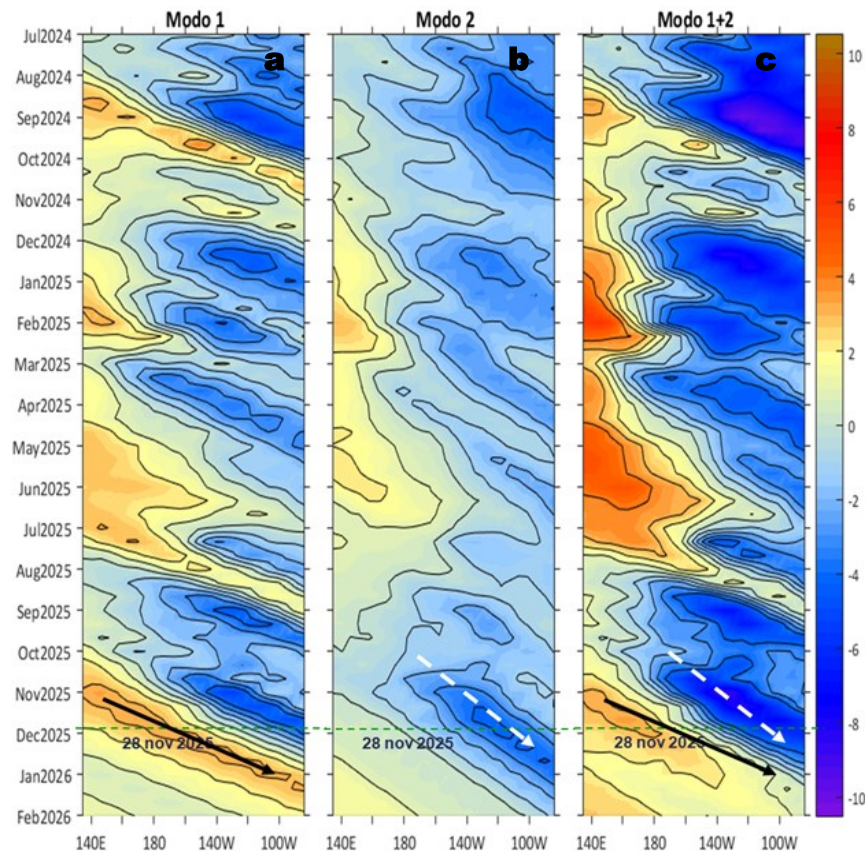 Modo 1
Modo 2
Modo 1+2
a
b
c
Jul2024
Aug2024
Sep2024
Oct2024
Nov2024
Dec2024
Jan2025
Feb2025
Mar2025
Apr2025
May2025
Jun2025
Jul2025
Aug2025
Sep2025
Oct2025
Nov2025
Dec2025
Jan2026
Feb2026
28 nov 2025
28 nov 2025
28 nov 2025
140E 180 140W 100W
140E 180 140W 100W
140E 180 140W 100W
10
8
6
4
2
0
-2
-4
-6
-8
-10